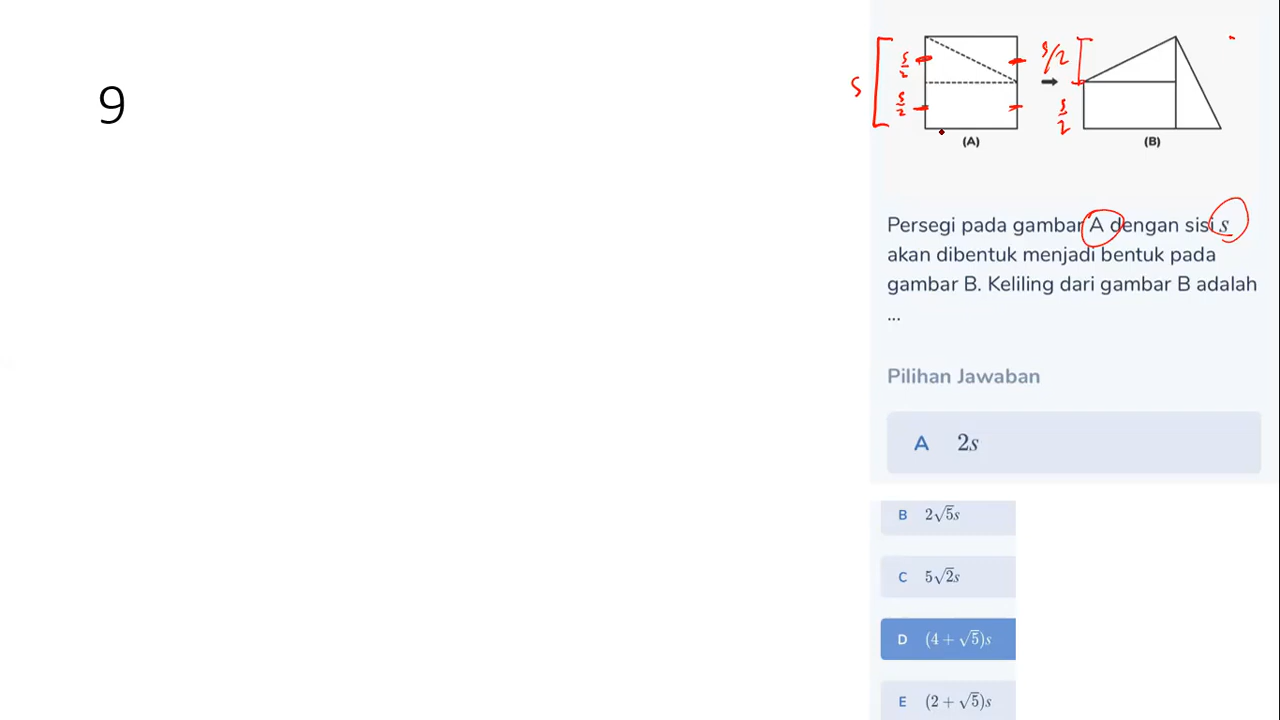 9
s
s/2
s/2
s/2
s/2
(A)
(B)
Persegi pada gambar A dengan sisi s
akan dibentuk menjadi bentuk pada
gambar B. Keliling dari gambar B adalah
...
Pilihan Jawaban
A 2s
B 2√5s
C 5√2s
D (4 + √5)s
E (2 + √5)s